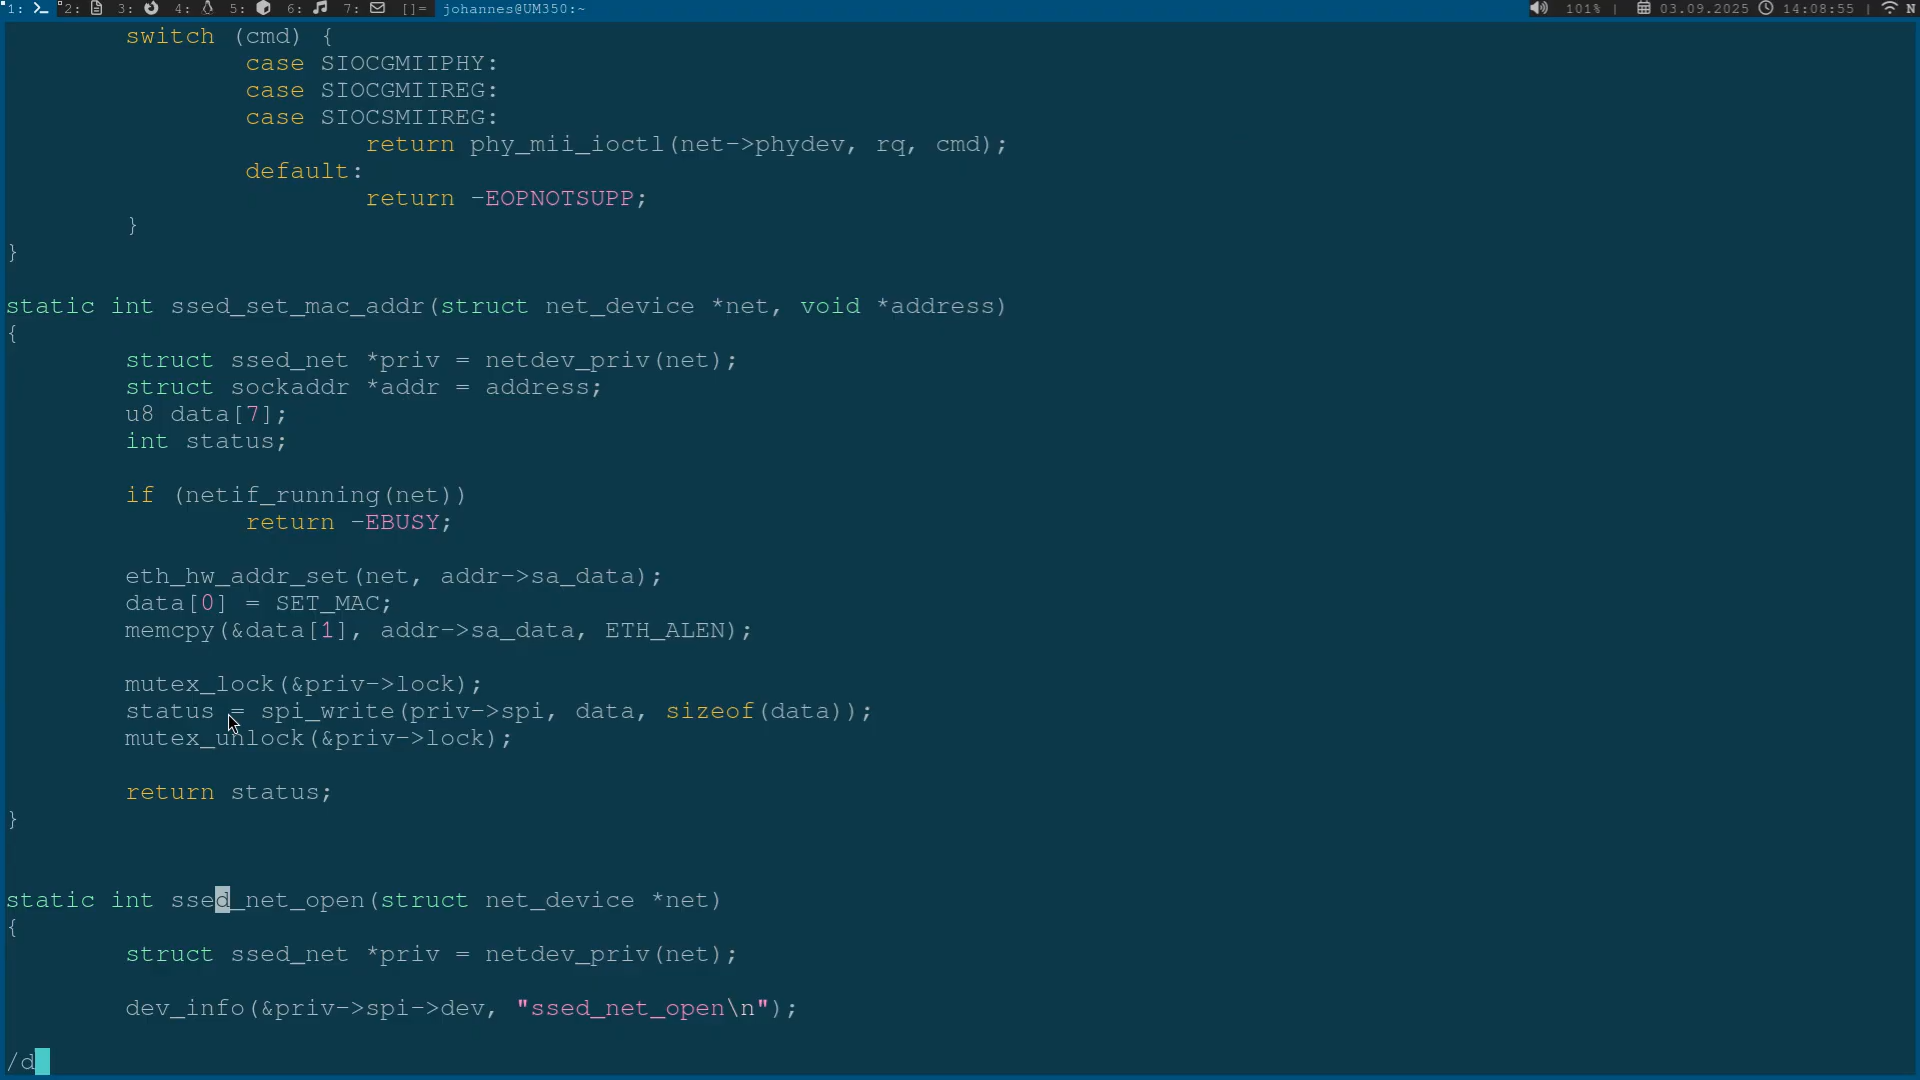 1: 2: 3: 4: 5: 6: 7: []= johannes@UM350:~ 101% | 03.09.2025 14:08:55 | N
switch (cmd) {
case SIOCGMIIPHY:
case SIOCGMIIREG:
case SIOCSMIIREG:
return phy_mii_ioctl(net->phydev, rq, cmd);
default:
return -EOPNOTSUPP;
}
}
static int ssed_set_mac_addr(struct net_device *net, void *address)
{
struct ssed_net *priv = netdev_priv(net);
struct sockaddr *addr = address;
u8 data[7];
int status;
if (netif_running(net))
return -EBUSY;
eth_hw_addr_set(net, addr->sa_data);
data[0] = SET_MAC;
memcpy(&data[1], addr->sa_data, ETH_ALEN);
mutex_lock(&priv->lock);
status = spi_write(priv->spi, data, sizeof(data));
mutex_unlock(&priv->lock);
return status;
}
static int ssed_net_open(struct net_device *net)
{
struct ssed_net *priv = netdev_priv(net);
dev_info(&priv->spi->dev, "ssed_net_open\n");
/d